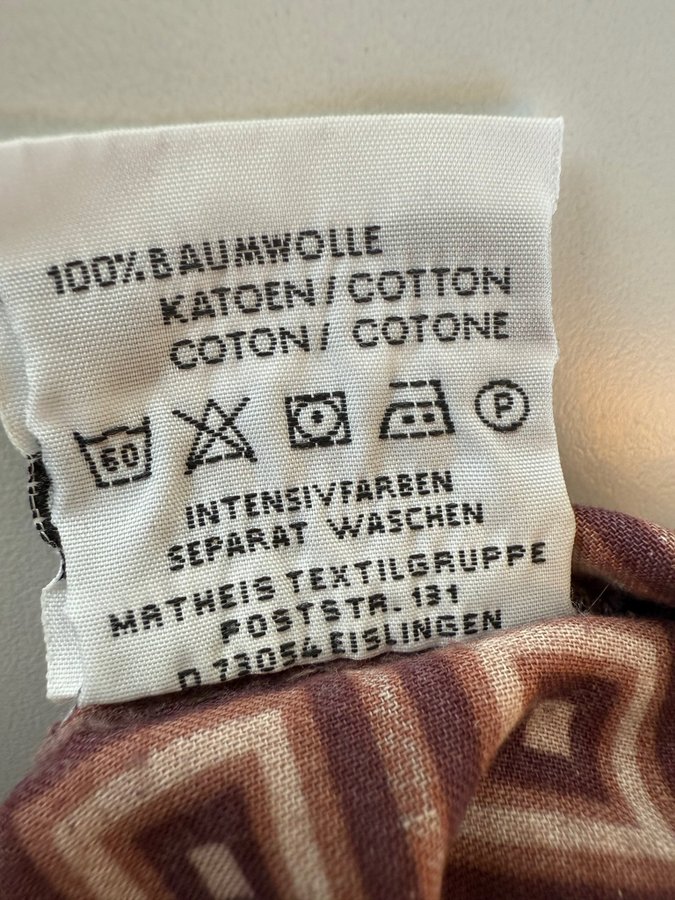 100% BAUMWOLLE
KATOEN / COTTON
COTON / COTONE
60 P
INTENSIVFARBEN
SEPARAT WASCHEN
MATHEIS TEXTILGRUPPE
POSTSTR. 131
D 73054 EISLINGEN